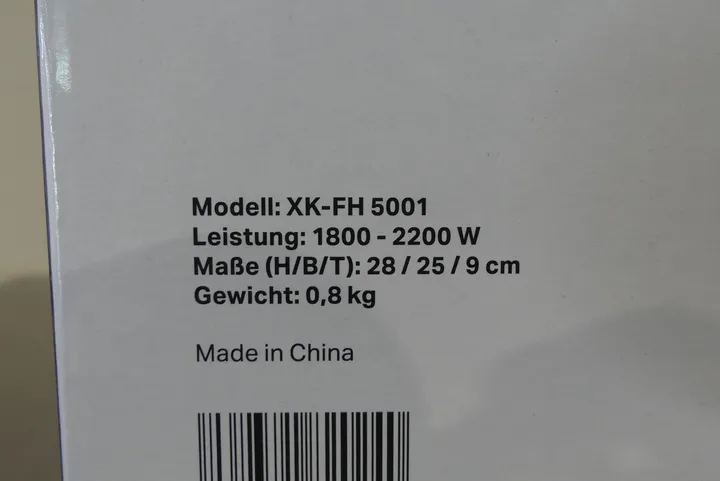 Modell: XK-FH 5001
Leistung: 1800 - 2200 W
Maße (H/B/T): 28 / 25 / 9 cm
Gewicht: 0,8 kg
Made in China